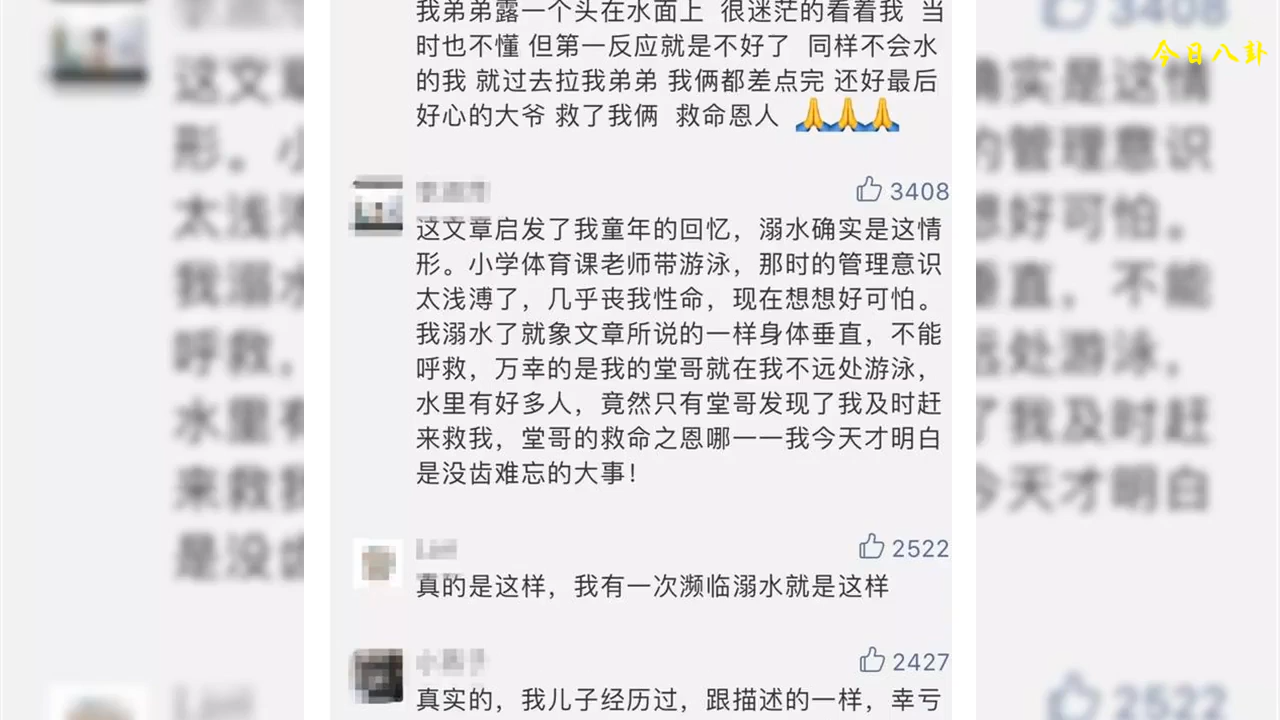 我弟弟露一个头在水面上 很迷茫的看着我 当
时也不懂 但第一反应就是不好了 同样不会水
的我 就过去拉我弟弟 我俩都差点完 还好最后
好心的大爷 救了我俩 救命恩人 🙏🙏🙏
今日八卦
3408
这文章启发了我童年的回忆，溺水确实是这情
形。小学体育课老师带游泳，那时的管理意识
太浅溥了，几乎丧我性命，现在想想好可怕。
我溺水了就象文章所说的一样身体垂直，不能
呼救，万幸的是我的堂哥就在我不远处游泳，
水里有好多人，竟然只有堂哥发现了我及时赶
来救我，堂哥的救命之恩哪一一我今天才明白
是没齿难忘的大事！
2522
真的是这样，我有一次濒临溺水就是这样
2427
真实的，我儿子经历过，跟描述的一样，幸亏